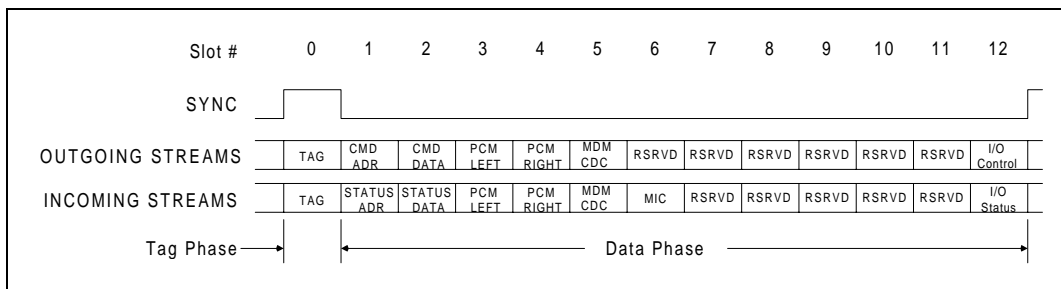 Slot # 0 1 2 3 4 5 6 7 8 9 10 11 12
SYNC
OUTGOING STREAMS TAG CMD ADR CMD DATA PCM LEFT PCM RIGHT MDM CDC RSRVD RSRVD RSRVD RSRVD RSRVD RSRVD I/O Control
INCOMING STREAMS TAG STATUS ADR STATUS DATA PCM LEFT PCM RIGHT MDM CDC MIC RSRVD RSRVD RSRVD RSRVD RSRVD I/O Status
Tag Phase Data Phase